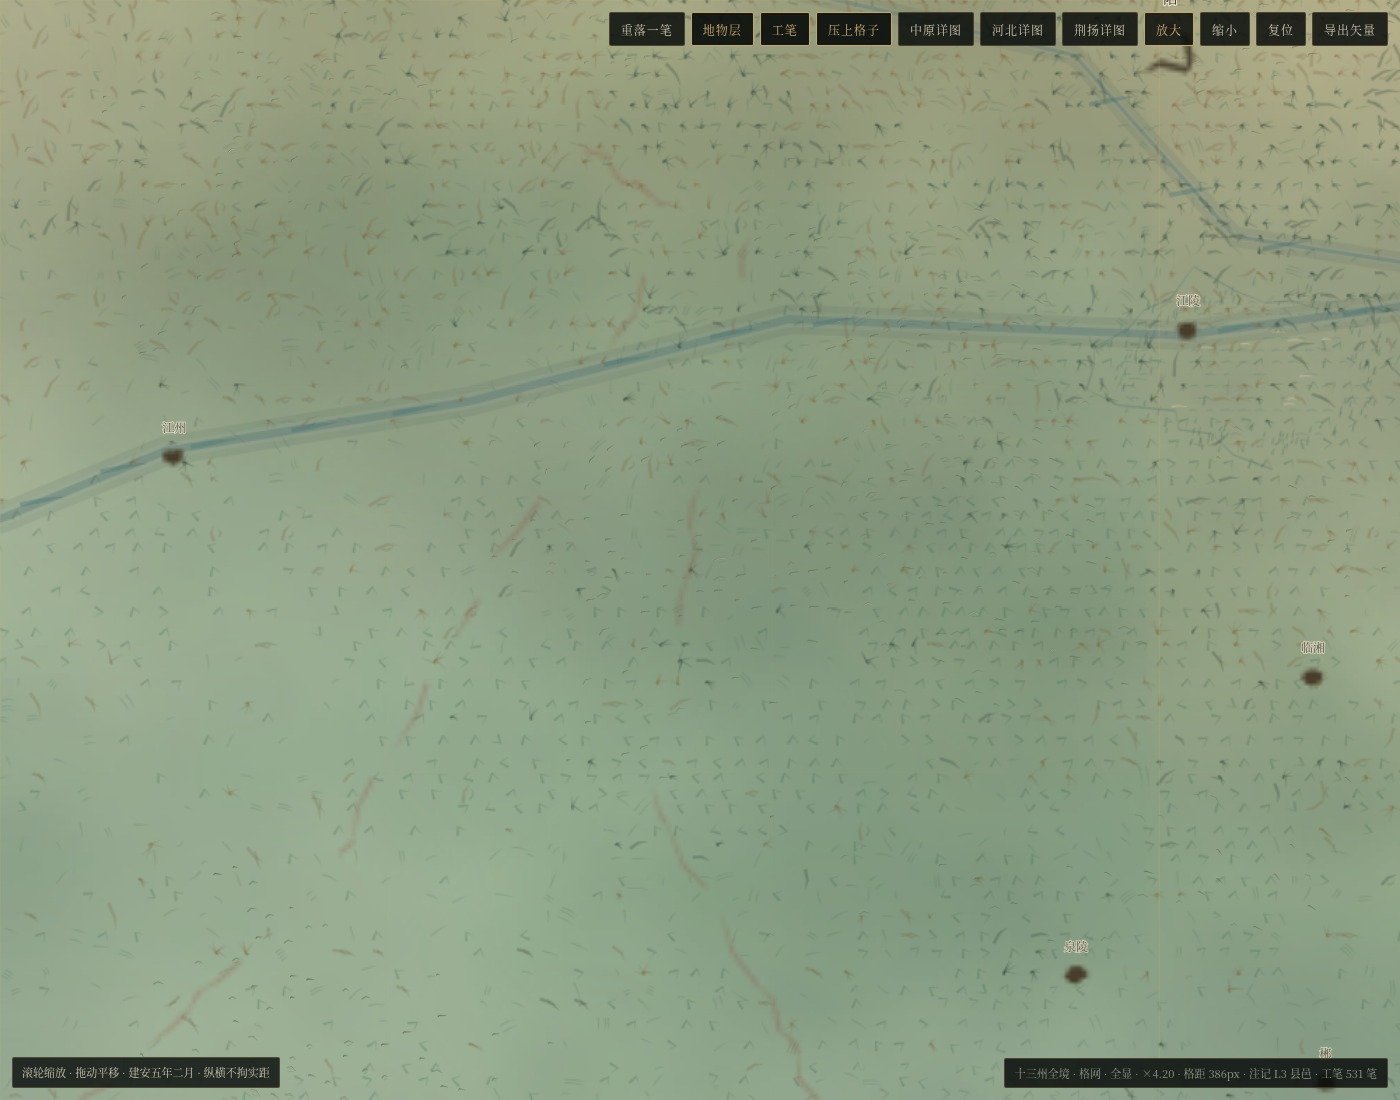 重落一笔
地物层
工笔
压上格子
中原详图
河北详图
荆扬详图
放大
缩小
复位
导出矢量
江陵
江州
临湘
泉陵
郴
滚轮缩放 · 拖动平移 · 建安五年二月 · 纵横不拘实距
十三州全境 · 格网 · 全显 · ×4.20 · 格距 386px · 注记 L3 县邑 · 工笔 531 笔